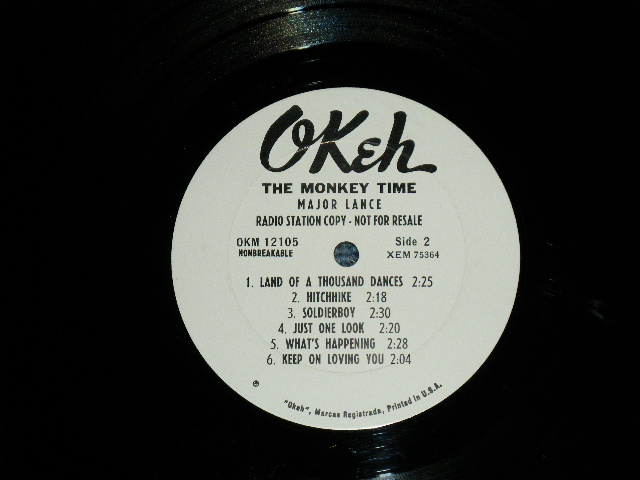 OKeh
THE MONKEY TIME
MAJOR LANCE
RADIO STATION COPY - NOT FOR RESALE
OKM 12105 Side 2
NONBREAKABLE XEM 75364
1. LAND OF A THOUSAND DANCES 2:25
2. HITCHHIKE 2:18
3. SOLDIERBOY 2:30
4. JUST ONE LOOK 2:20
5. WHAT'S HAPPENING 2:28
6. KEEP ON LOVING YOU 2:04
℗
"Okeh", Marcas Registrada, Printed in U.S.A.